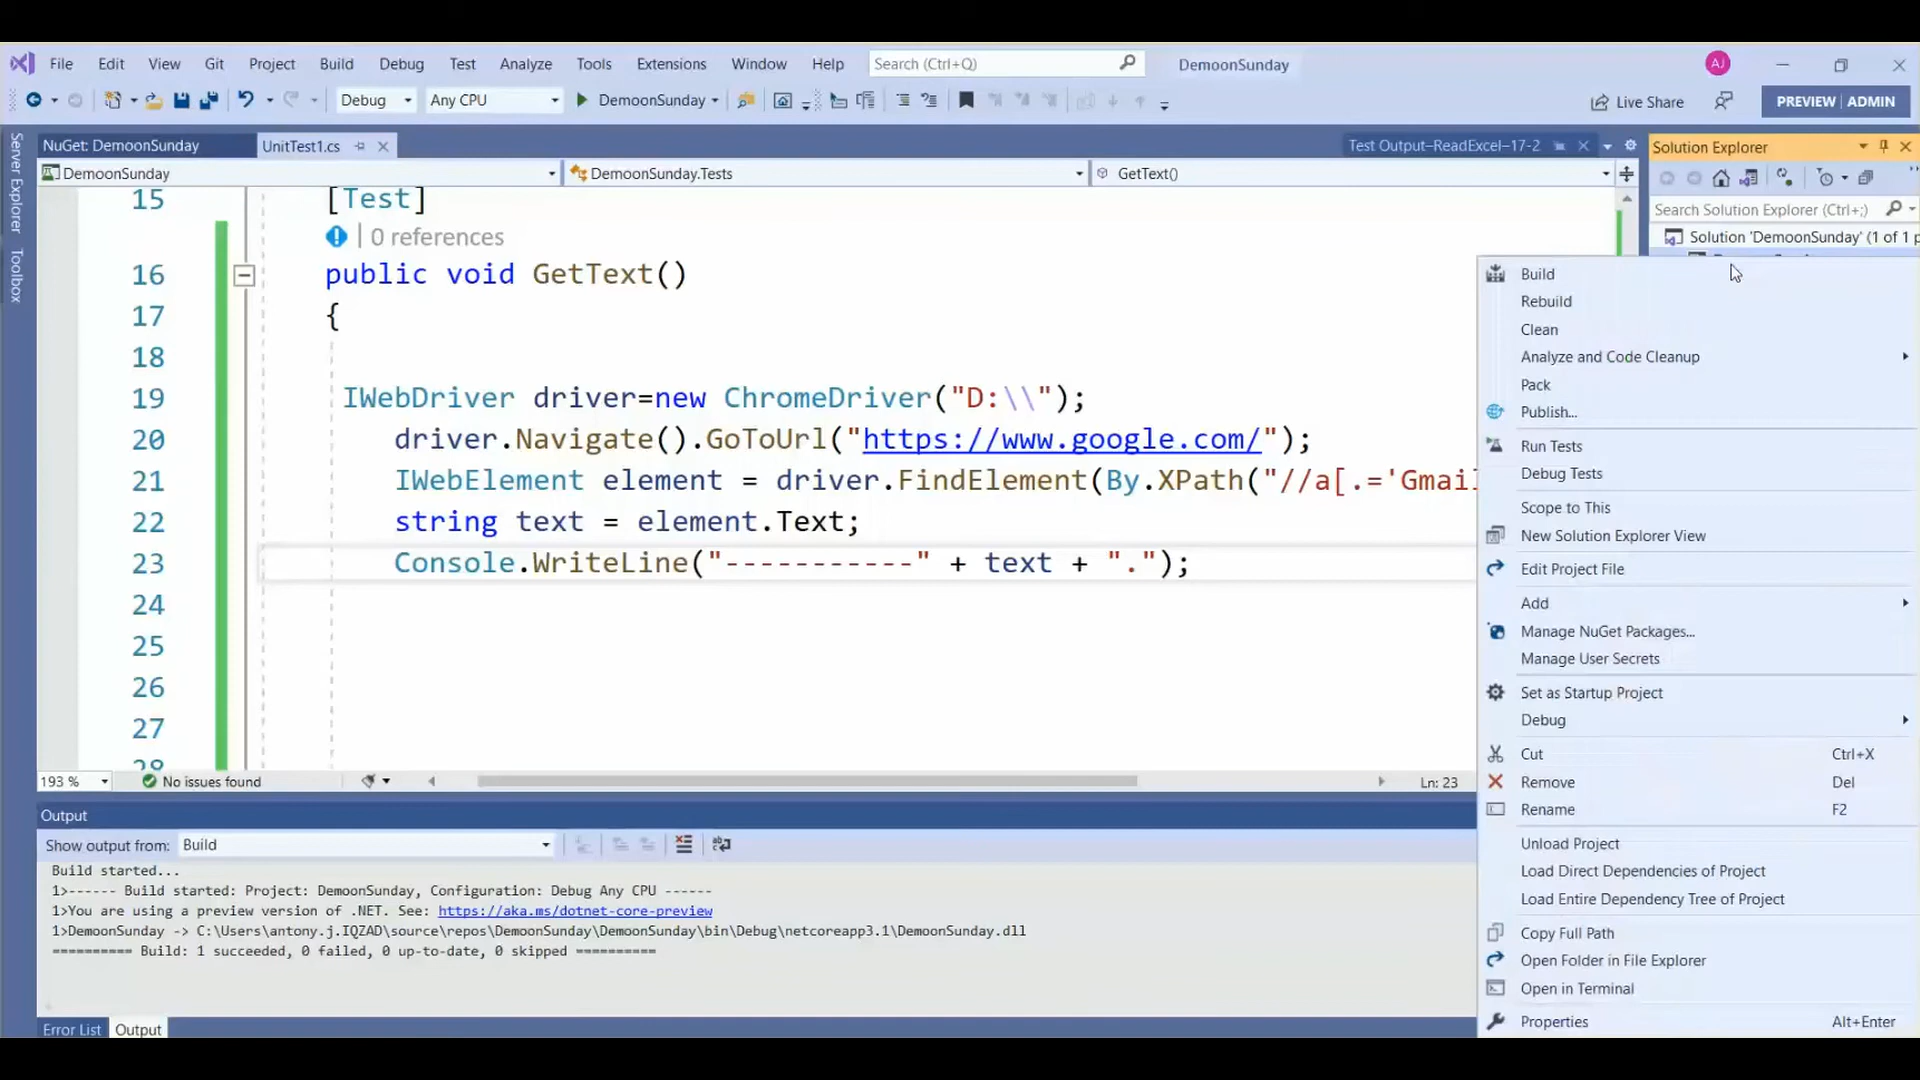 File Edit View Git Project Build Debug Test Analyze Tools Extensions Window Help Search (Ctrl+Q) DemoonSunday AJ
Debug Any CPU DemoonSunday Live Share PREVIEW ADMIN
NuGet: DemoonSunday UnitTest1.cs Test Output–ReadExcel–17-2
DemoonSunday DemoonSunday.Tests GetText()
Server Explorer
Toolbox
15 [Test]
0 references
16 public void GetText()
17 {
18
19 IWebDriver driver=new ChromeDriver("D:\\");
20 driver.Navigate().GoToUrl("https://www.google.com/");
21 IWebElement element = driver.FindElement(By.XPath("//a[.='Gmail
22 string text = element.Text;
23 Console.WriteLine("-----------" + text + ".");
24
25
26
27
28
193 % No issues found Ln: 23
Output
Show output from: Build
Build started...
1>------ Build started: Project: DemoonSunday, Configuration: Debug Any CPU ------
1>You are using a preview version of .NET. See: https://aka.ms/dotnet-core-preview
1>DemoonSunday -> C:\Users\antony.j.IQZAD\source\repos\DemoonSunday\DemoonSunday\bin\Debug\netcoreapp3.1\DemoonSunday.dll
========== Build: 1 succeeded, 0 failed, 0 up-to-date, 0 skipped ==========
Error List Output
Solution Explorer
Search Solution Explorer (Ctrl+;)
Solution 'DemoonSunday' (1 of 1 p
Build
Rebuild
Clean
Analyze and Code Cleanup
Pack
Publish...
Run Tests
Debug Tests
Scope to This
New Solution Explorer View
Edit Project File
Add
Manage NuGet Packages...
Manage User Secrets
Set as Startup Project
Debug
Cut Ctrl+X
Remove Del
Rename F2
Unload Project
Load Direct Dependencies of Project
Load Entire Dependency Tree of Project
Copy Full Path
Open Folder in File Explorer
Open in Terminal
Properties Alt+Enter